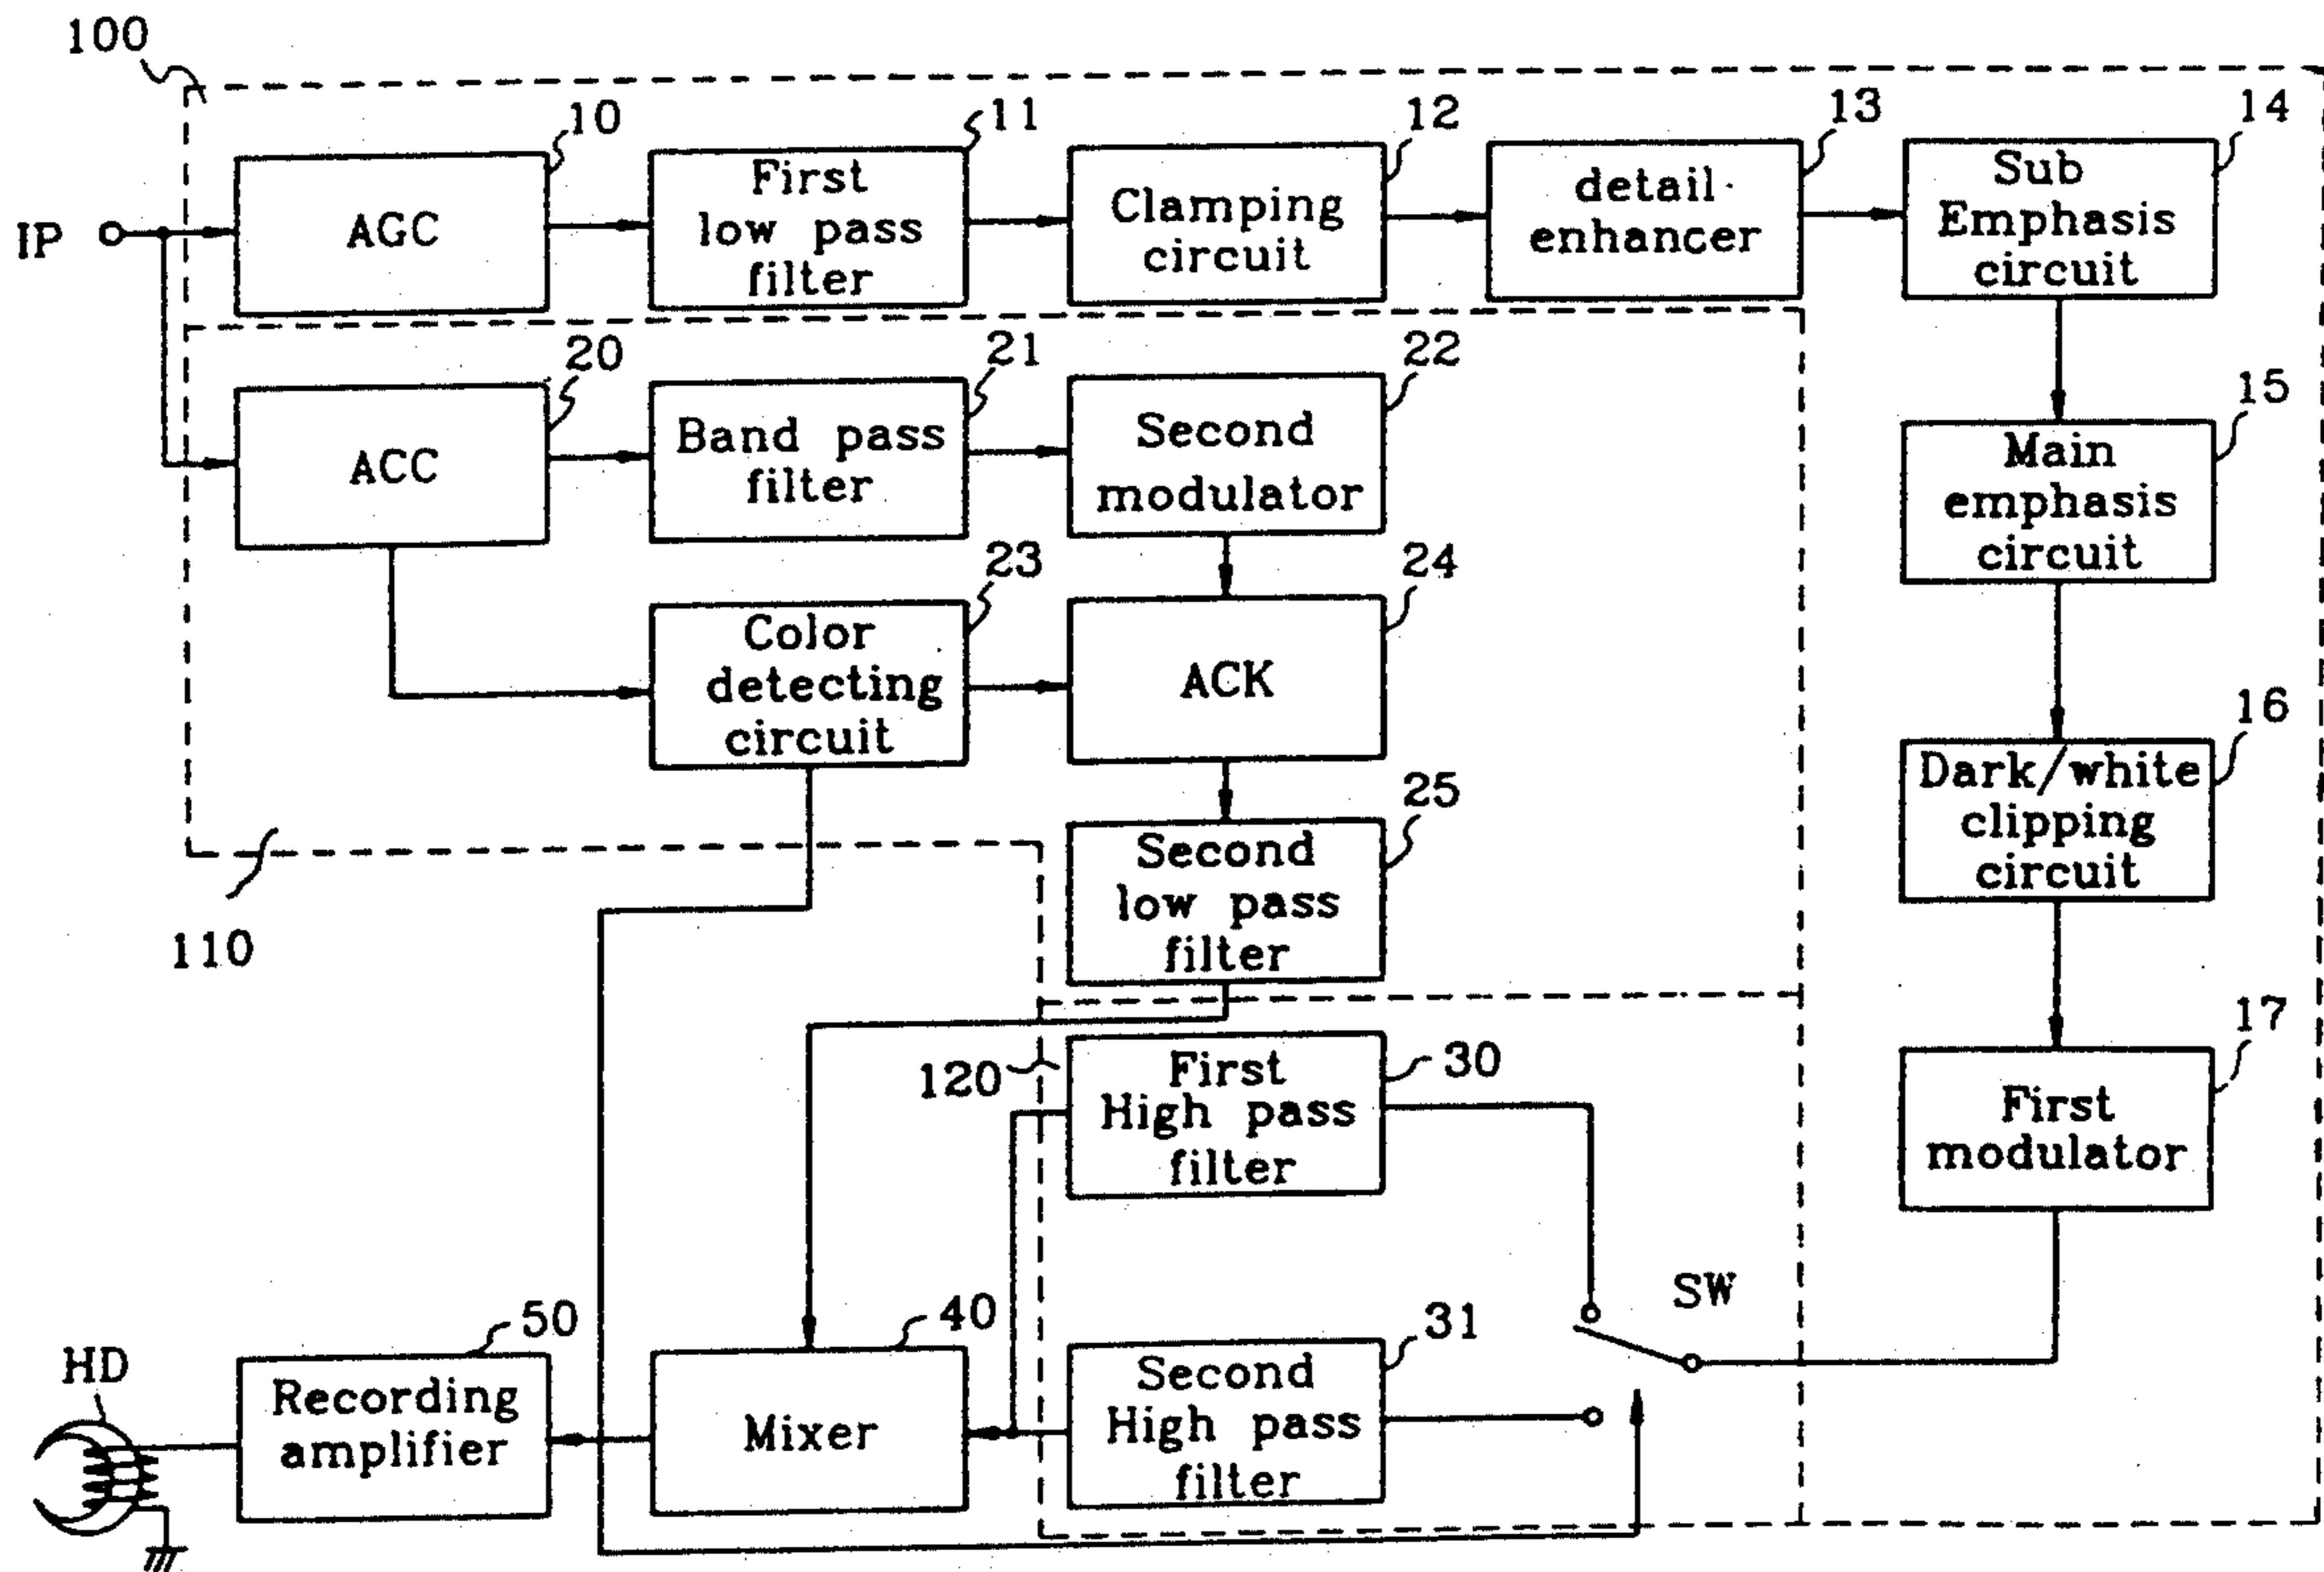 100
10
11
12
13
14
IP
AGC
First
low pass
filter
Clamping
circuit
detail
enhancer
Sub
Emphasis
circuit
20
21
22
15
ACC
Band pass
filter
Second
modulator
Main
emphasis
circuit
23
24
Color
detecting
circuit
ACK
16
Dark/white
clipping
circuit
25
Second
low pass
filter
110
17
120
First
High pass
filter
30
First
modulator
SW
HD
50
Recording
amplifier
40
Mixer
31
Second
High pass
filter